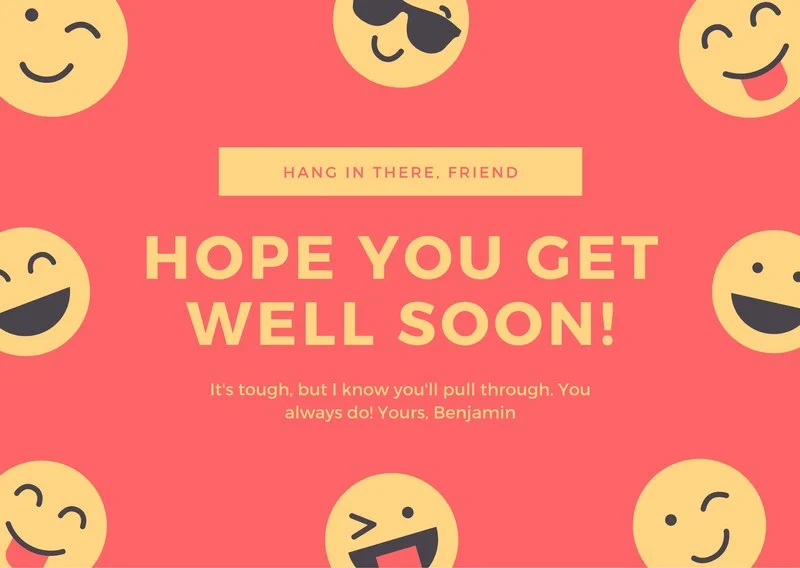 HANG IN THERE, FRIEND
HOPE YOU GET
WELL SOON!
It's tough, but I know you'll pull through. You
always do! Yours, Benjamin